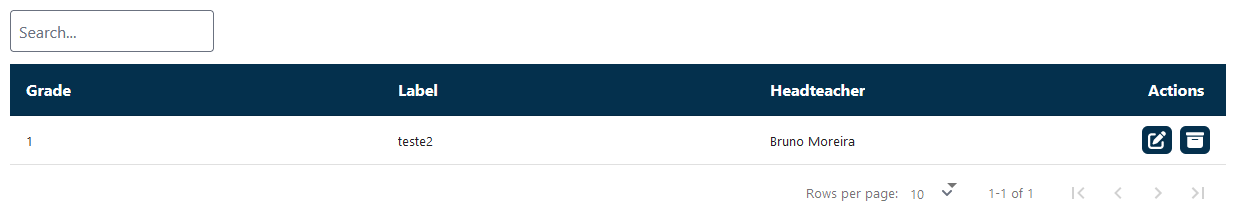 Search...
Grade Label Headteacher Actions
1 teste2 Bruno Moreira
Rows per page: 10 1-1 of 1